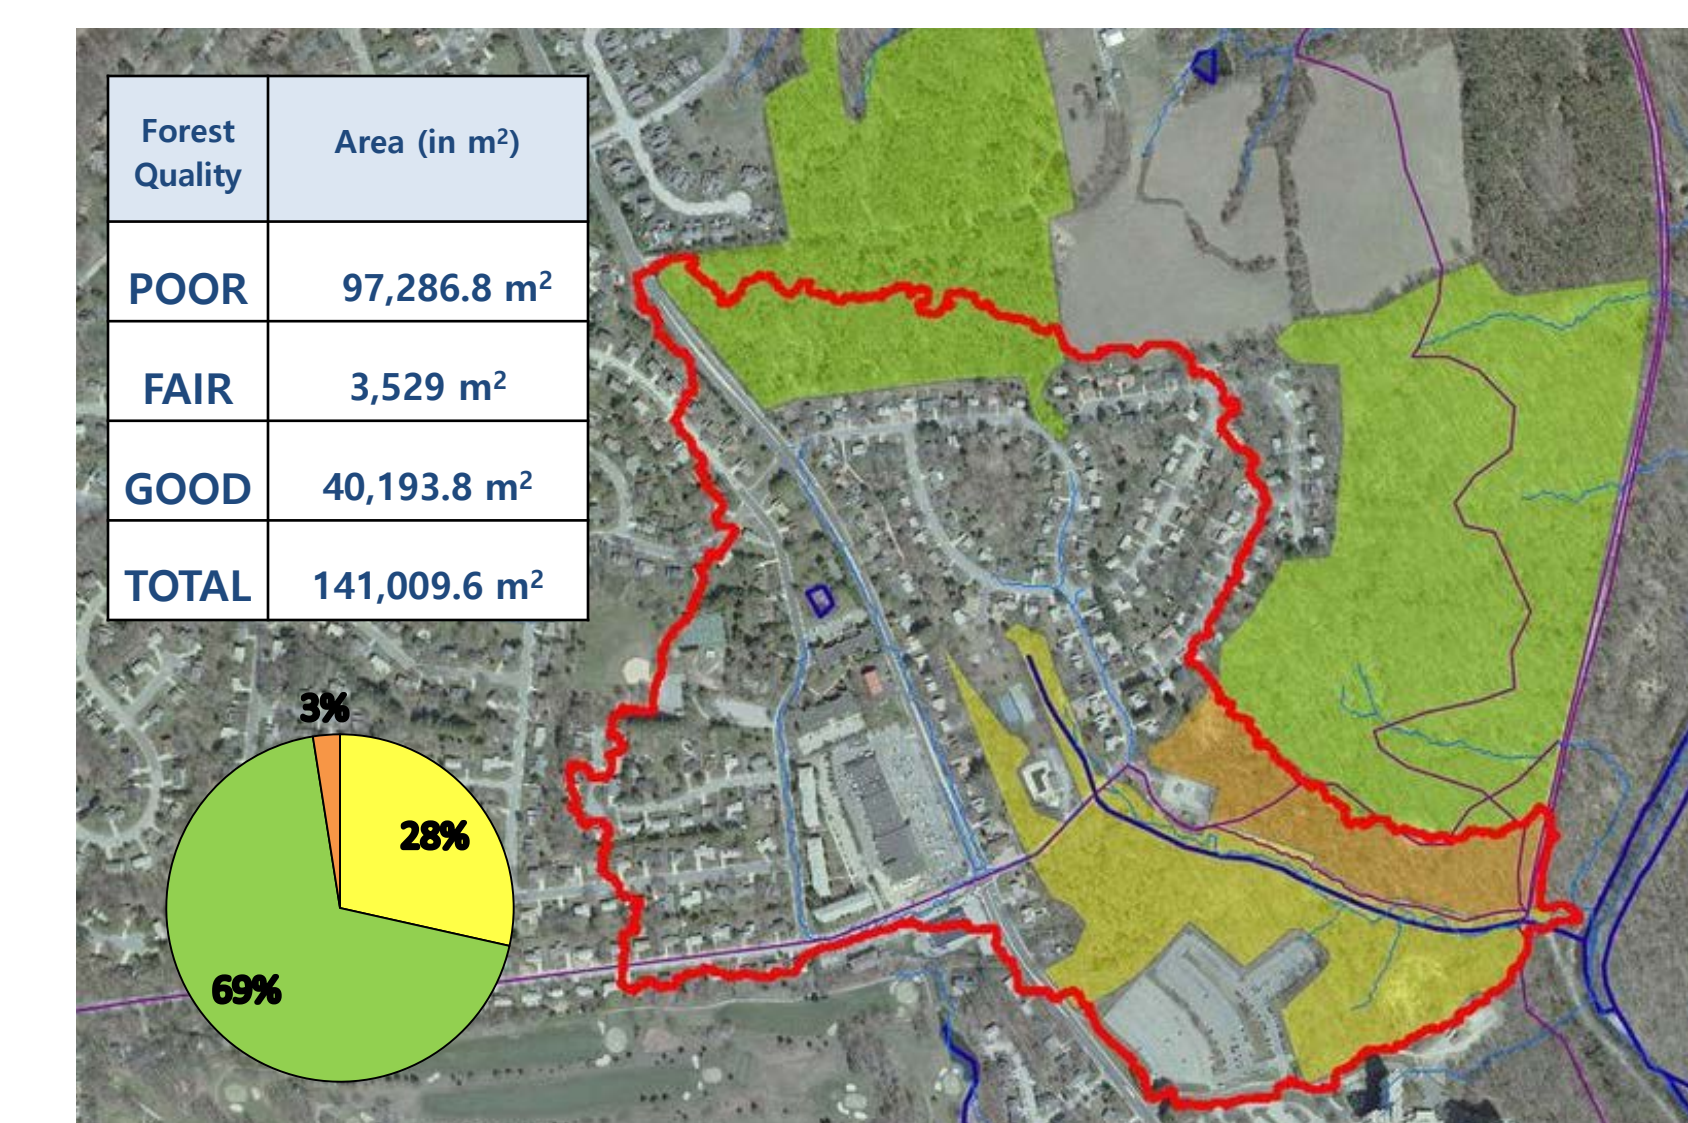 Forest
Quality
Area (in m²)
POOR
97,286.8 m²
FAIR
3,529 m²
GOOD
40,193.8 m²
TOTAL
141,009.6 m²
3%
28%
69%